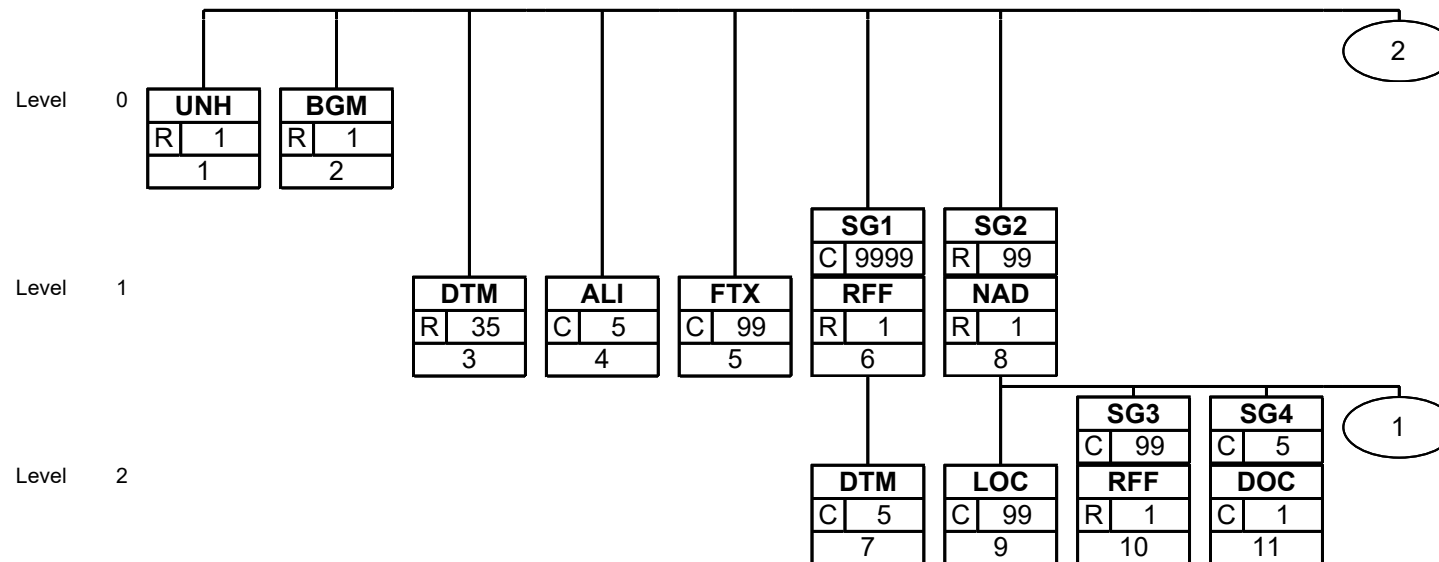 2
Level 0 UNH BGM
R 1 R 1
1 2
SG1 SG2
C 9999 R 99
Level 1 DTM ALI FTX RFF NAD
R 35 C 5 C 99 R 1 R 1
3 4 5 6 8
SG3 SG4 1
C 99 C 5
Level 2 DTM LOC RFF DOC
C 5 C 99 R 1 C 1
7 9 10 11